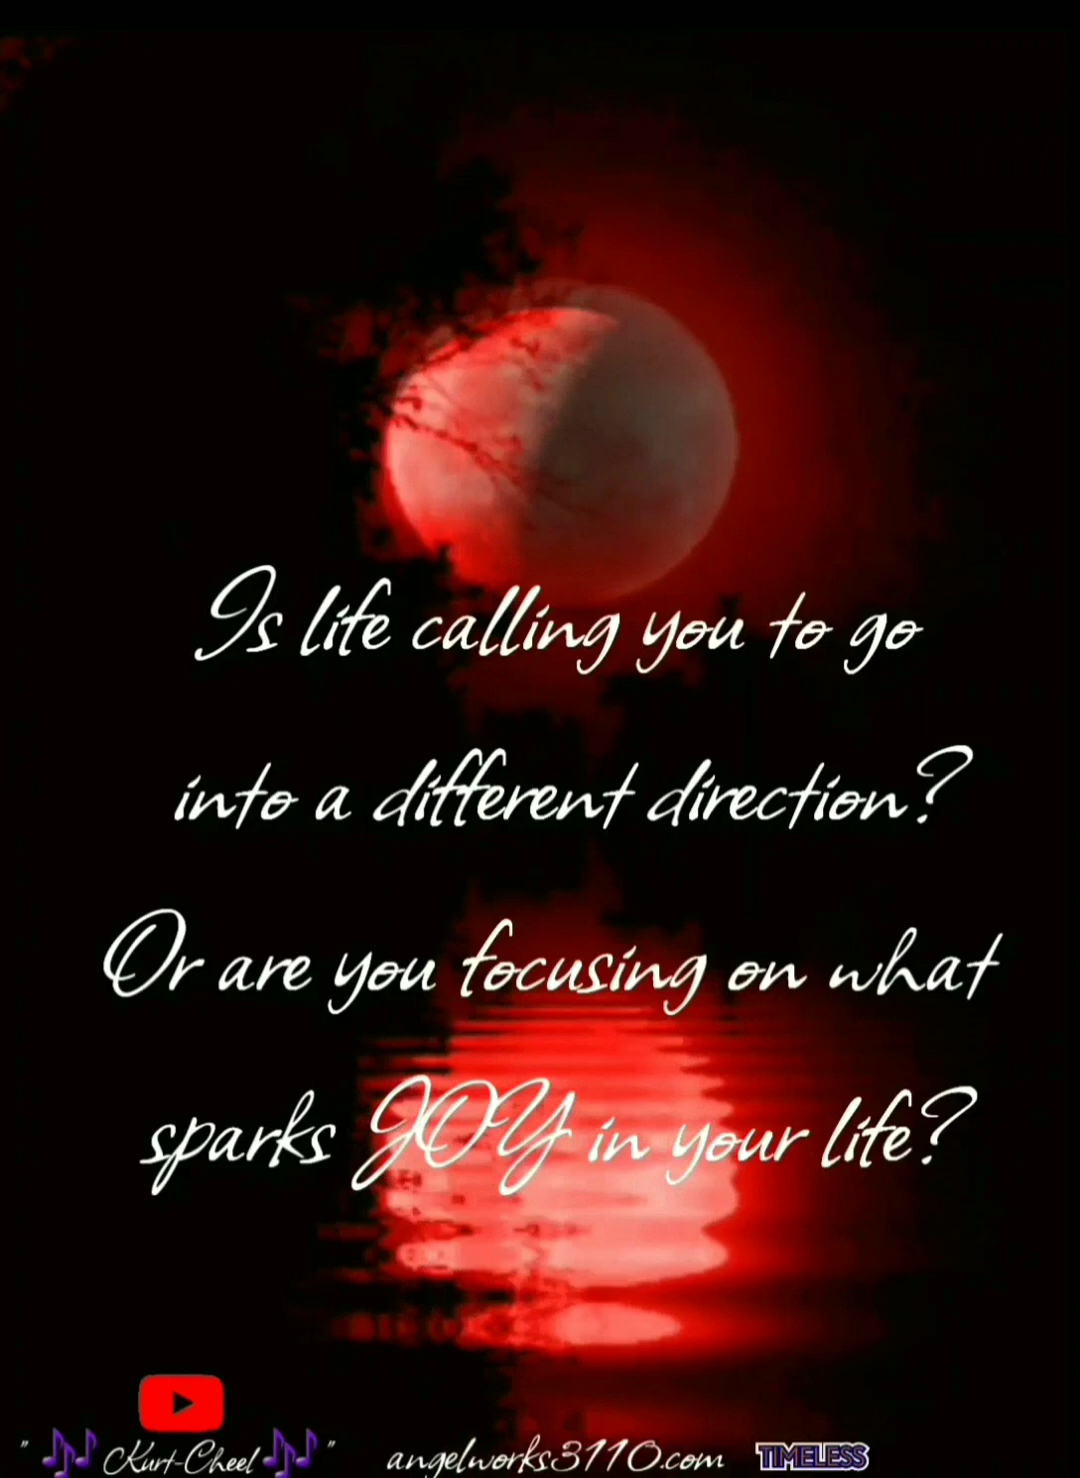 Is life calling you to go
into a different direction?
Or are you focusing on what
sparks JOY in your life?
" 🎶 Kurt-Cheel 🎶 " angelworks3110.com TIMELESS